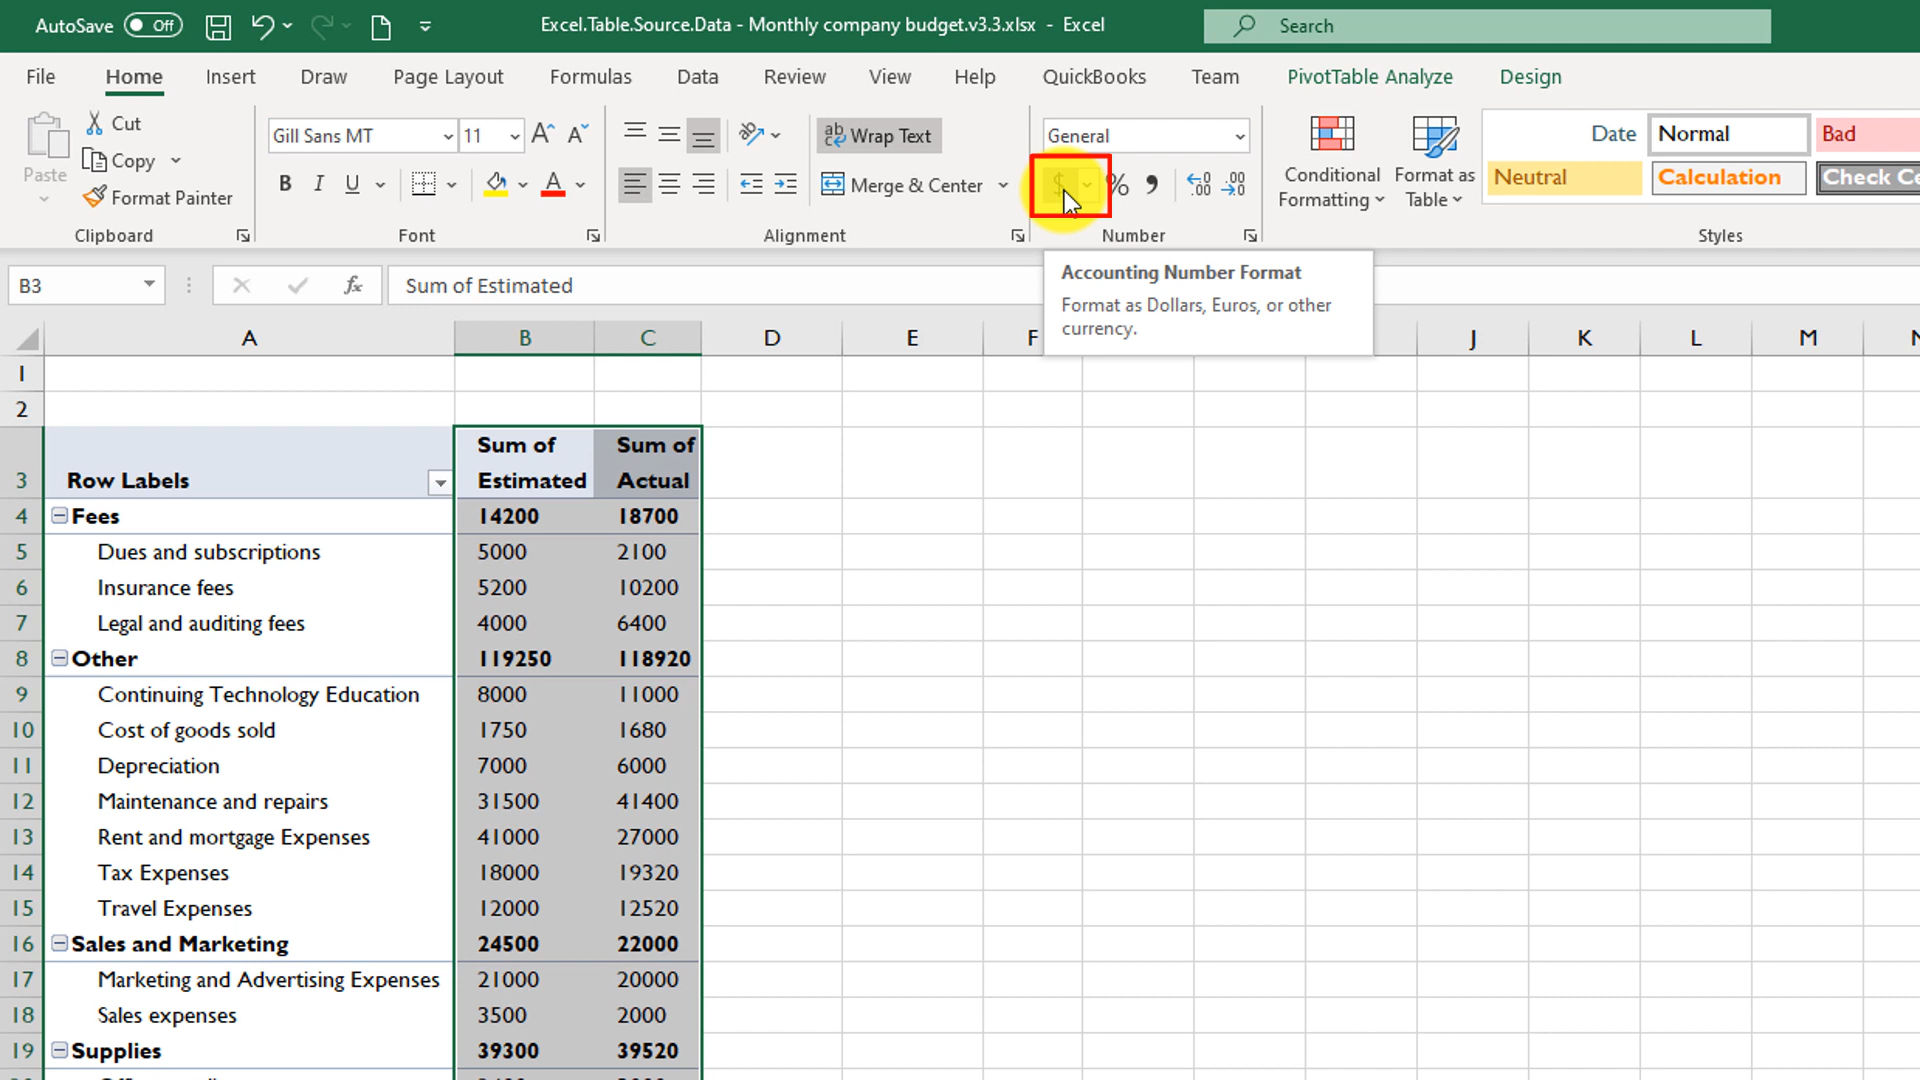 AutoSave Off Excel.Table.Source.Data - Monthly company budget.v3.3.xlsx - Excel Search
File Home Insert Draw Page Layout Formulas Data Review View Help QuickBooks Team PivotTable Analyze Design
Paste
Cut
Copy
Format Painter
Clipboard
Gill Sans MT 11
B I U A
Font
Wrap Text
Merge & Center
Alignment
General
$ % ,
Number
Conditional Formatting
Format as Table
Date Normal Bad
Neutral Calculation
Styles
B3 fx Sum of Estimated
Accounting Number Format
Format as Dollars, Euros, or other
currency.
A B C D E F J K L M
1
2
3 Row Labels Sum of Estimated Sum of Actual
4 Fees 14200 18700
5 Dues and subscriptions 5000 2100
6 Insurance fees 5200 10200
7 Legal and auditing fees 4000 6400
8 Other 119250 118920
9 Continuing Technology Education 8000 11000
10 Cost of goods sold 1750 1680
11 Depreciation 7000 6000
12 Maintenance and repairs 31500 41400
13 Rent and mortgage Expenses 41000 27000
14 Tax Expenses 18000 19320
15 Travel Expenses 12000 12520
16 Sales and Marketing 24500 22000
17 Marketing and Advertising Expenses 21000 20000
18 Sales expenses 3500 2000
19 Supplies 39300 39520